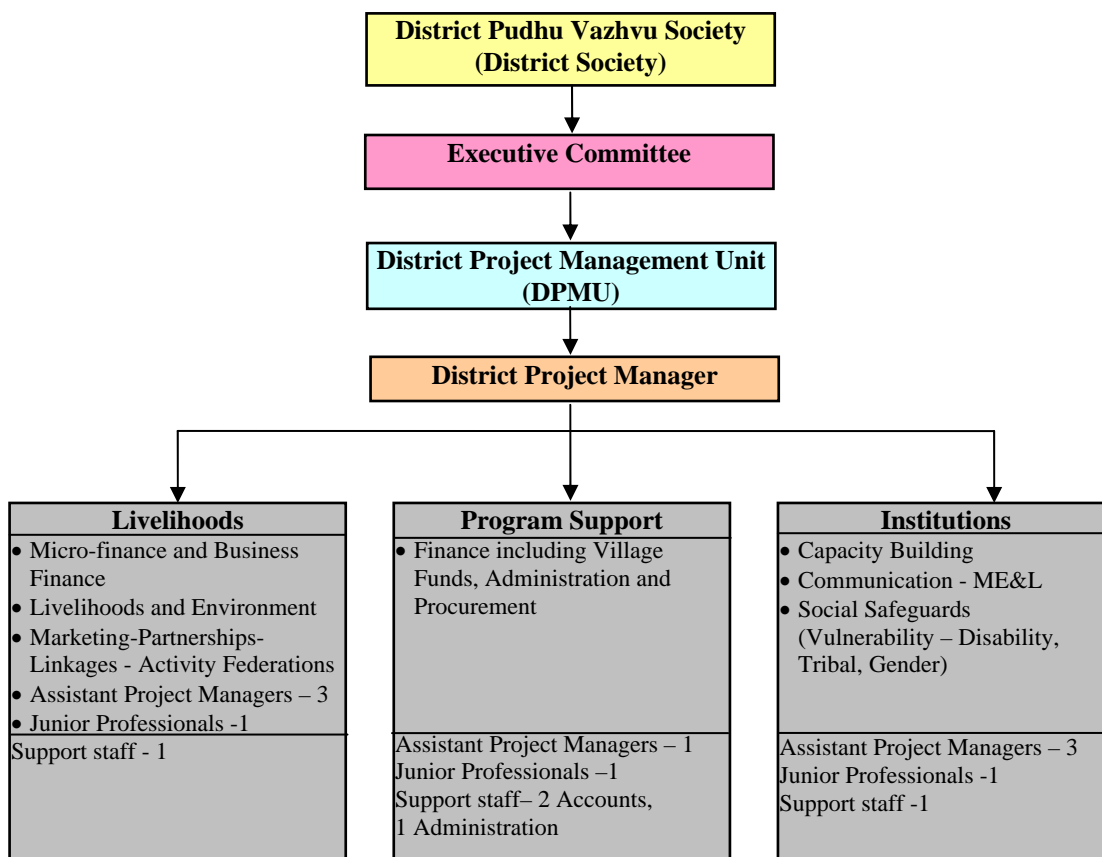 District Pudhu Vazhvu Society
(District Society)
Executive Committee
District Project Management Unit
(DPMU)
District Project Manager
Livelihoods
• Micro-finance and Business
Finance
• Livelihoods and Environment
• Marketing-Partnerships-
Linkages - Activity Federations
• Assistant Project Managers – 3
• Junior Professionals -1
Support staff - 1
Program Support
• Finance including Village
Funds, Administration and
Procurement
Assistant Project Managers – 1
Junior Professionals –1
Support staff– 2 Accounts,
1 Administration
Institutions
• Capacity Building
• Communication - ME&L
• Social Safeguards
(Vulnerability – Disability,
Tribal, Gender)
Assistant Project Managers – 3
Junior Professionals -1
Support staff -1